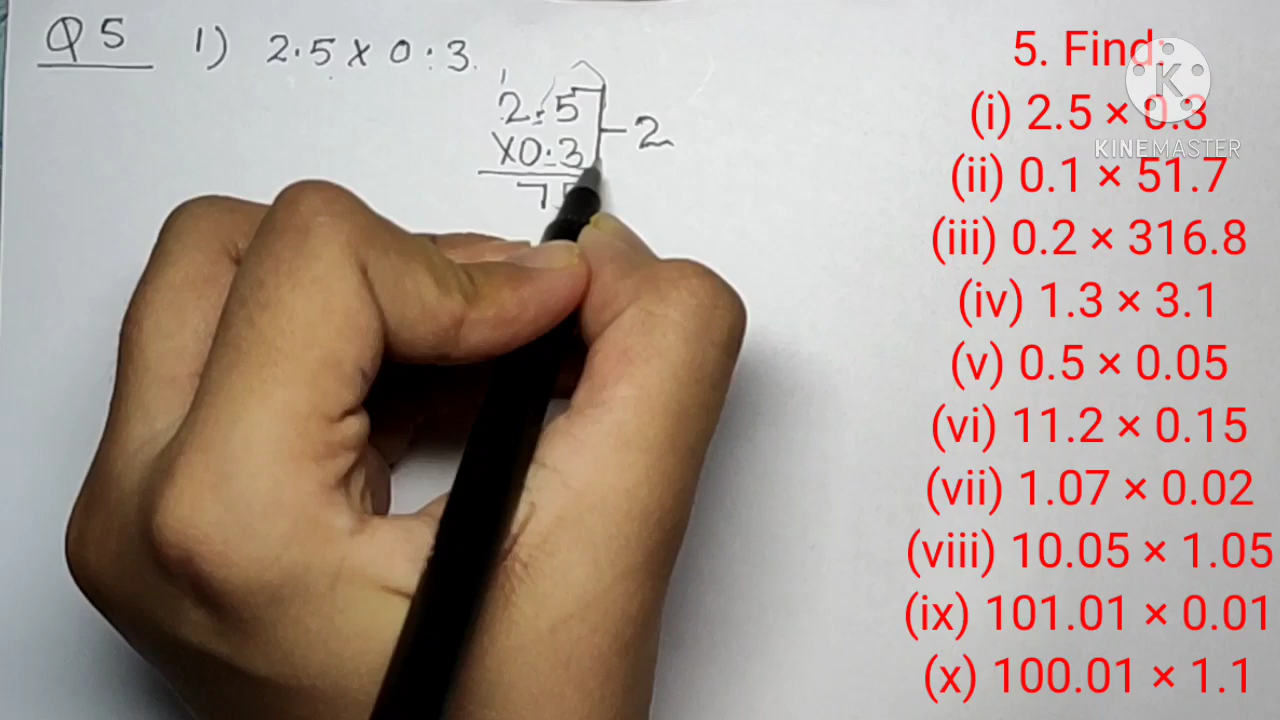 Q 5 1) 2.5 x 0.3.
1
2.5
x 0.3
75
2
5. Find:
(i) 2.5 × 0.3
(ii) 0.1 × 51.7
(iii) 0.2 × 316.8
(iv) 1.3 × 3.1
(v) 0.5 × 0.05
(vi) 11.2 × 0.15
(vii) 1.07 × 0.02
(viii) 10.05 × 1.05
(ix) 101.01 × 0.01
(x) 100.01 × 1.1
K
KINEMASTER